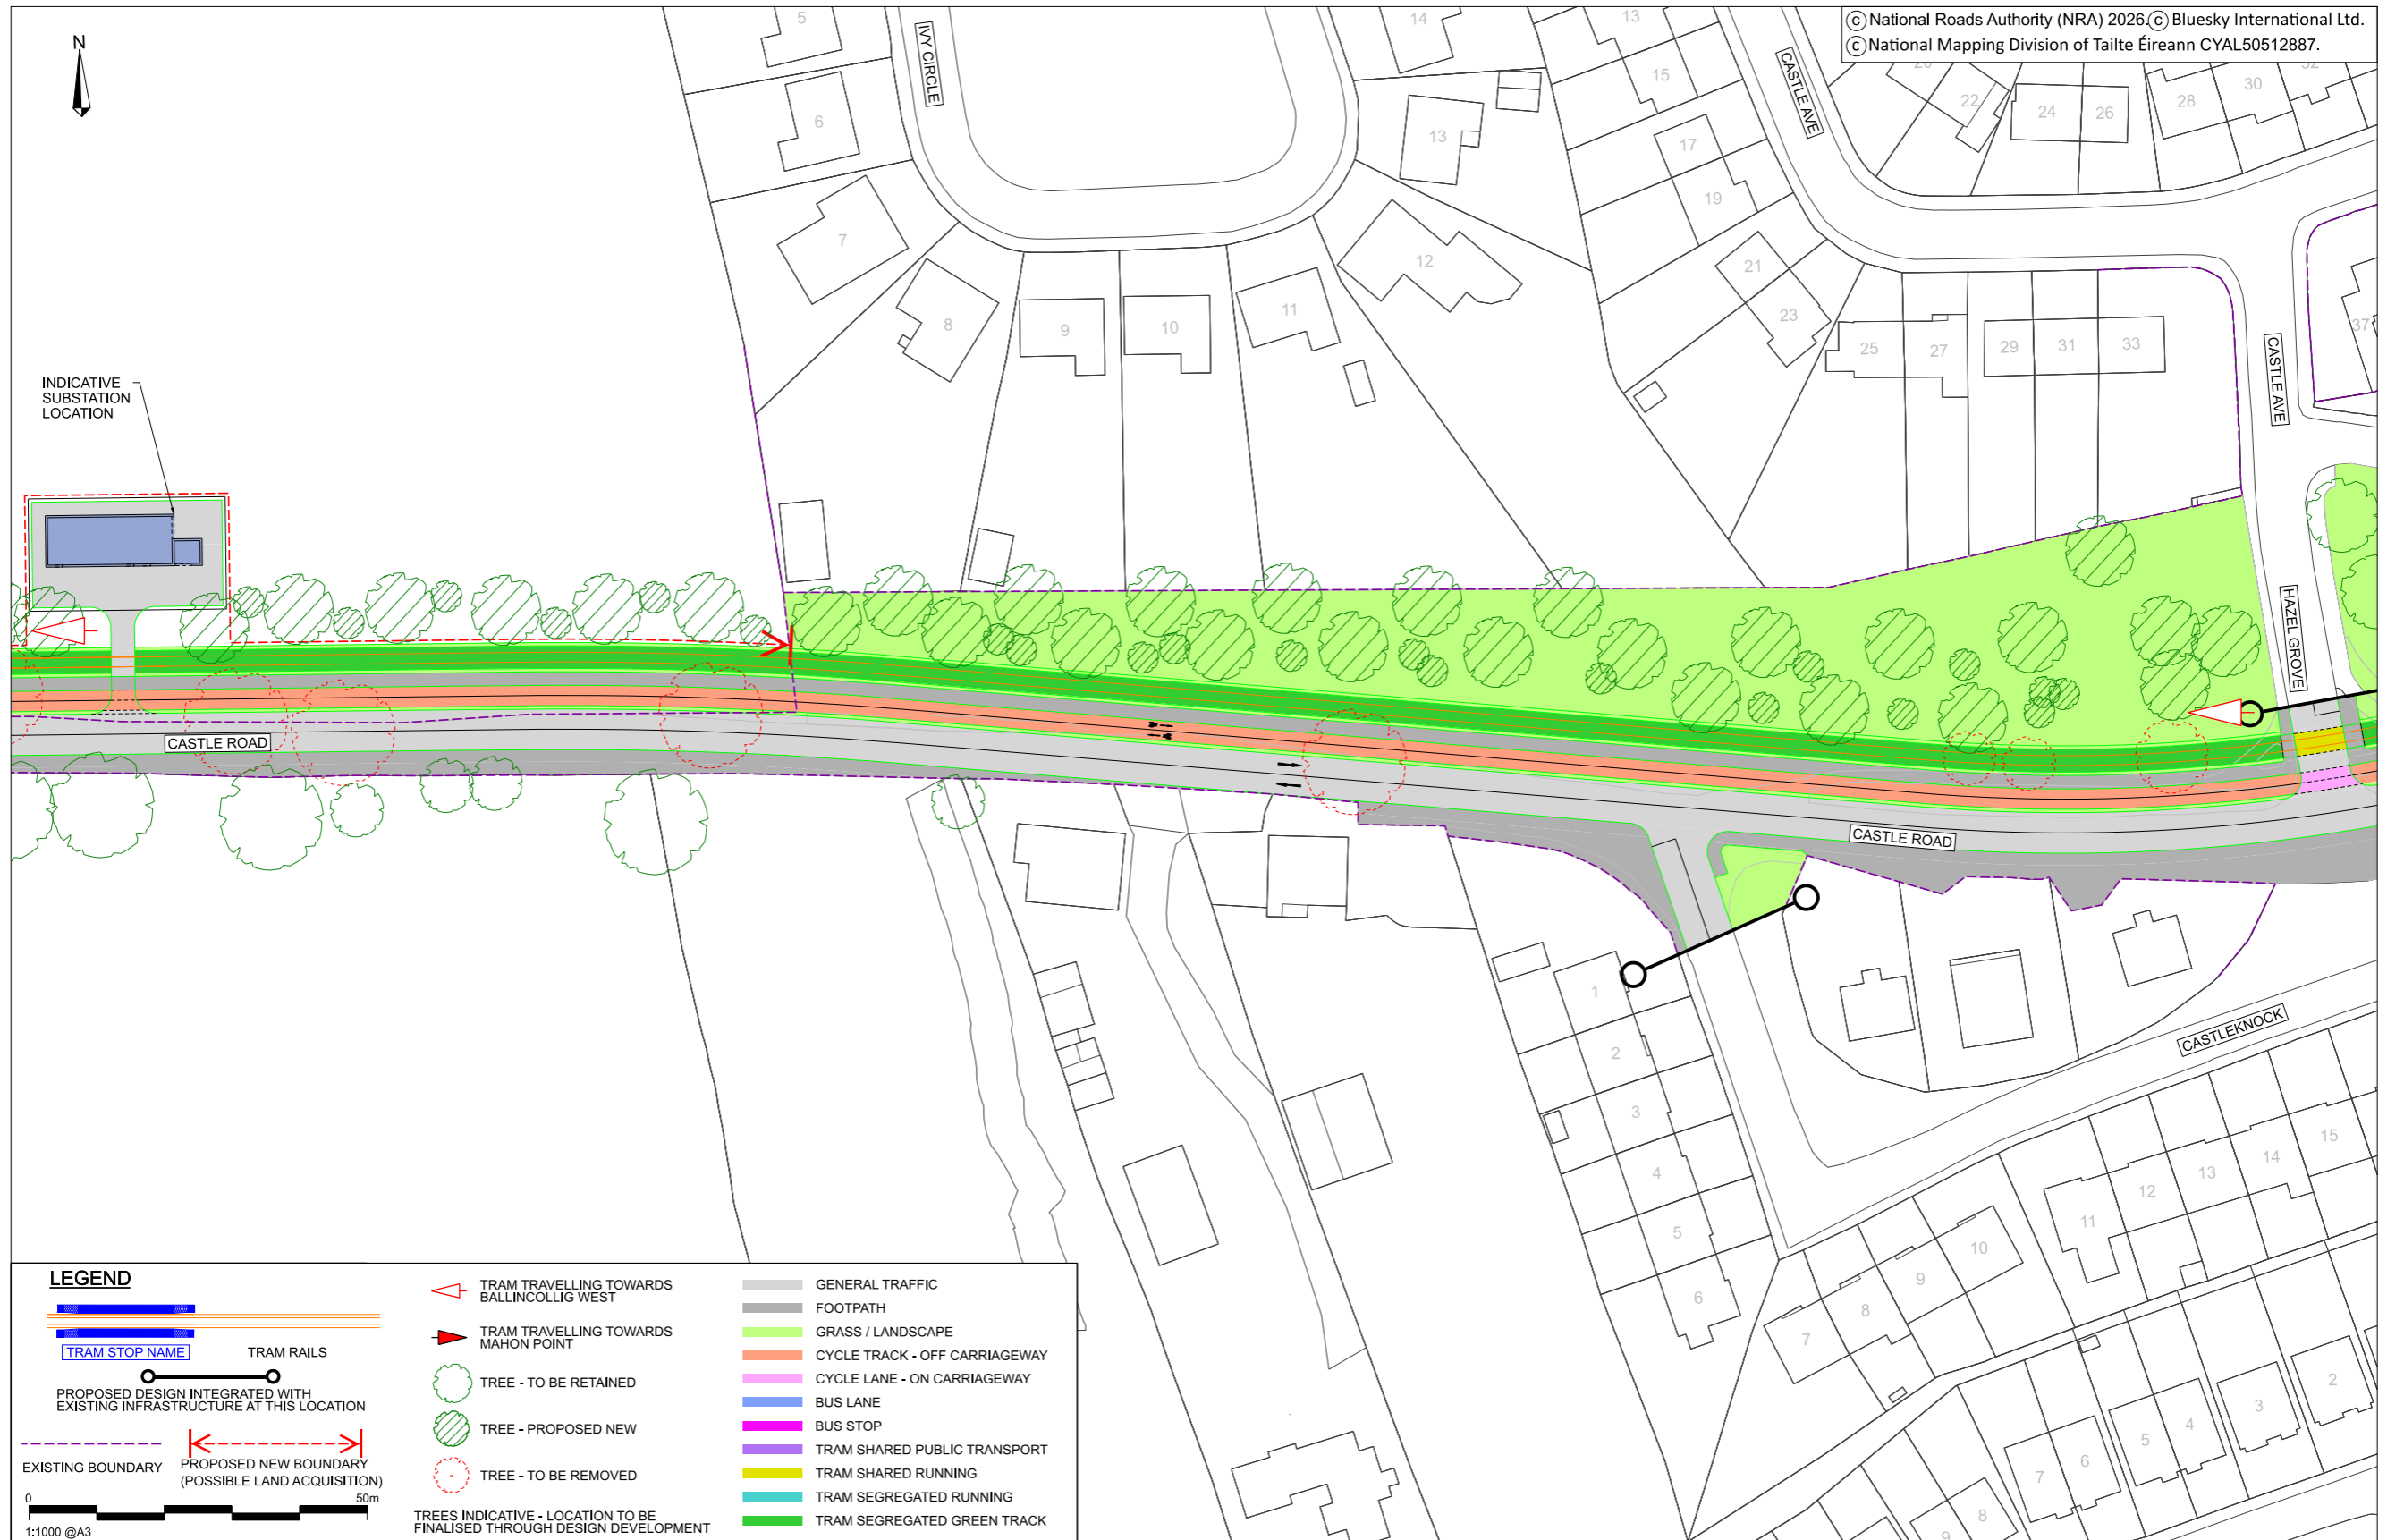 © National Roads Authority (NRA) 2026. © Bluesky International Ltd.
© National Mapping Division of Tailte Éireann CYAL50512887.
N
5
6
7
8
9
10
11
12
13
14
IVY CIRCLE
13
15
17
19
21
23
25
27
29
31
33
CASTLE AVE
22
24
26
28
30
32
37
CASTLE AVE
HAZEL GROVE
INDICATIVE
SUBSTATION
LOCATION
CASTLE ROAD
CASTLE ROAD
CASTLEKNOCK
1
2
3
4
5
6
7
8
9
10
11
12
13
14
15
2
3
4
5
6
7
8
9
LEGEND
TRAM STOP NAME
TRAM RAILS
PROPOSED DESIGN INTEGRATED WITH
EXISTING INFRASTRUCTURE AT THIS LOCATION
EXISTING BOUNDARY
PROPOSED NEW BOUNDARY
(POSSIBLE LAND ACQUISITION)
0
50m
1:1000 @A3
TRAM TRAVELLING TOWARDS
BALLINCOLLIG WEST
TRAM TRAVELLING TOWARDS
MAHON POINT
TREE - TO BE RETAINED
TREE - PROPOSED NEW
TREE - TO BE REMOVED
TREES INDICATIVE - LOCATION TO BE
FINALISED THROUGH DESIGN DEVELOPMENT
GENERAL TRAFFIC
FOOTPATH
GRASS / LANDSCAPE
CYCLE TRACK - OFF CARRIAGEWAY
CYCLE LANE - ON CARRIAGEWAY
BUS LANE
BUS STOP
TRAM SHARED PUBLIC TRANSPORT
TRAM SHARED RUNNING
TRAM SEGREGATED RUNNING
TRAM SEGREGATED GREEN TRACK